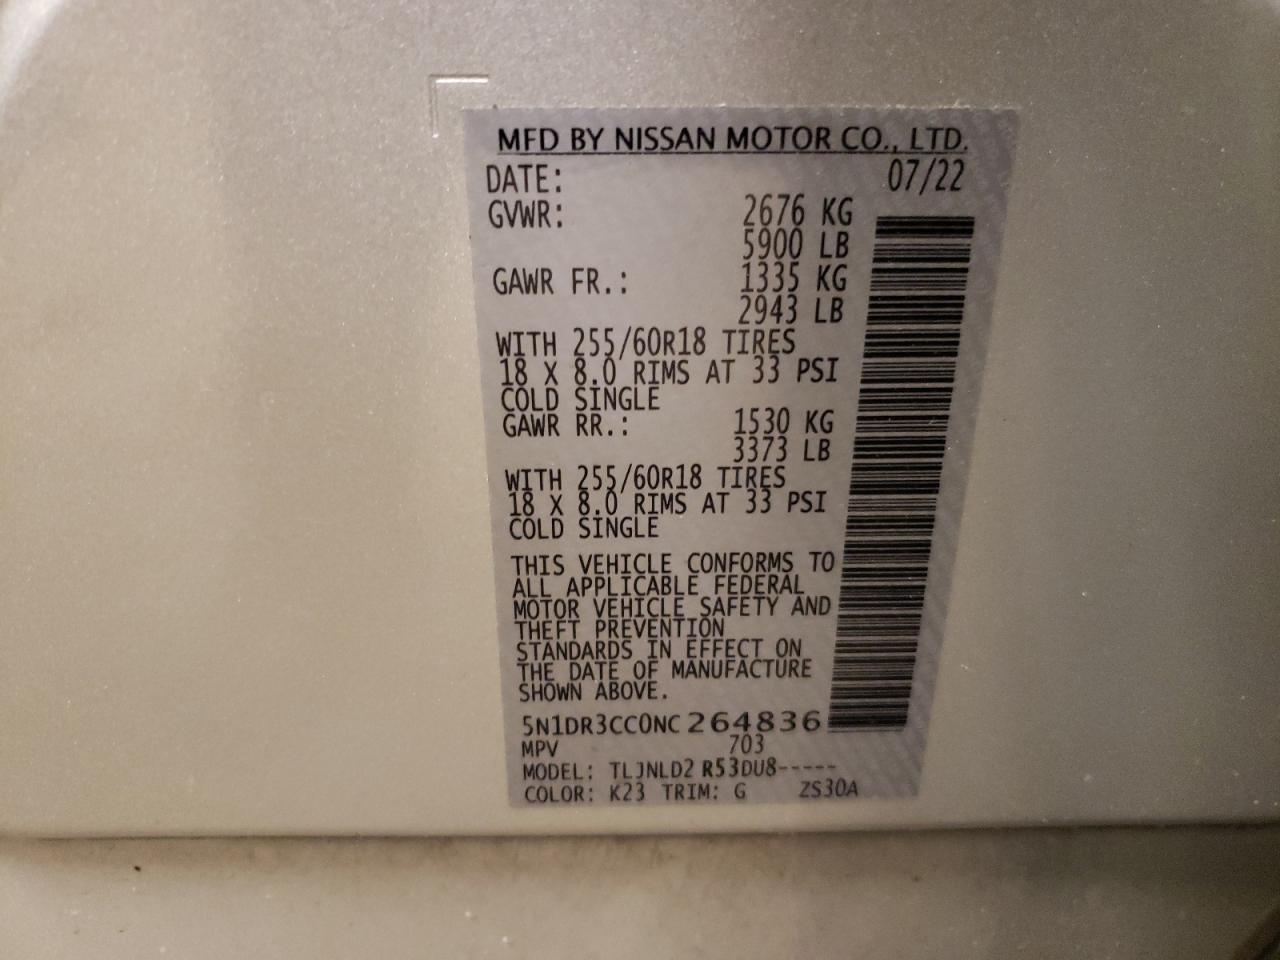 MFD BY NISSAN MOTOR CO., LTD.
DATE: 07/22
GVWR: 2676 KG
5900 LB
GAWR FR.: 1335 KG
2943 LB
WITH 255/60R18 TIRES
18 X 8.0 RIMS AT 33 PSI
COLD SINGLE
GAWR RR.: 1530 KG
3373 LB
WITH 255/60R18 TIRES
18 X 8.0 RIMS AT 33 PSI
COLD SINGLE
THIS VEHICLE CONFORMS TO
ALL APPLICABLE FEDERAL
MOTOR VEHICLE SAFETY AND
THEFT PREVENTION
STANDARDS IN EFFECT ON
THE DATE OF MANUFACTURE
SHOWN ABOVE.
5N1DR3CC0NC264836
MPV 703
MODEL: TLJNLD2 R53DU8-----
COLOR: K23 TRIM: G ZS30A